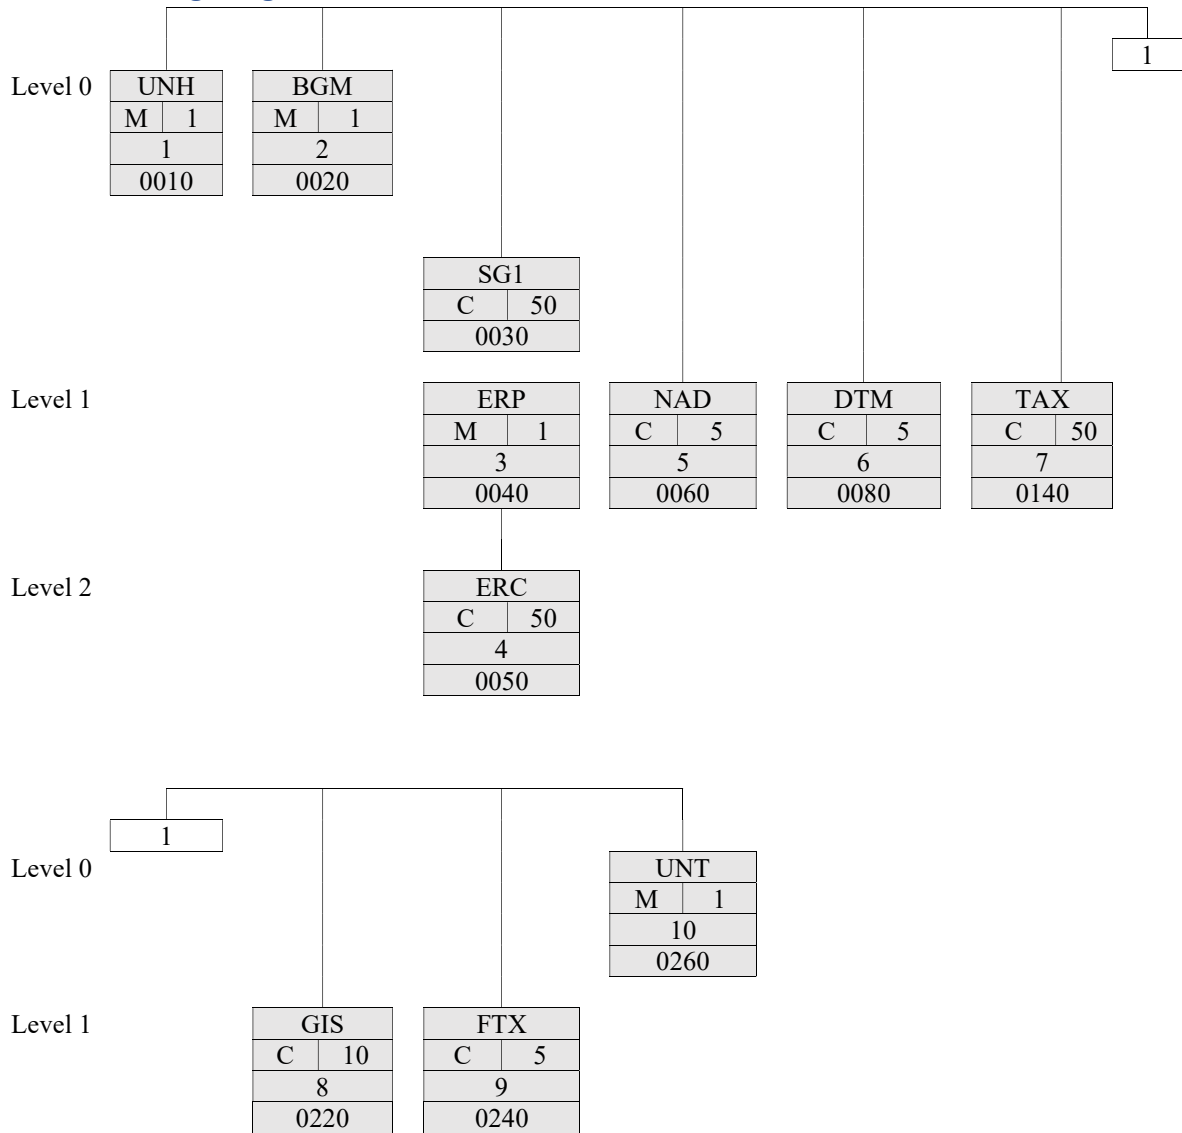 1
Level 0 UNH BGM
M 1 M 1
1 2
0010 0020
SG1
C 50
0030
Level 1 ERP NAD DTM TAX
M 1 C 5 C 5 C 50
3 5 6 7
0040 0060 0080 0140
Level 2 ERC
C 50
4
0050
1
Level 0 UNT
M 1
10
0260
Level 1 GIS FTX
C 10 C 5
8 9
0220 0240